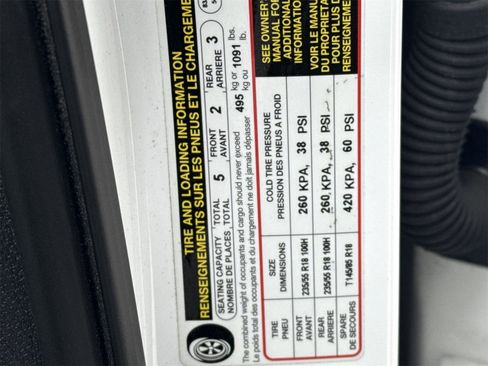 TIRE AND LOADING INFORMATION
RENSEIGNEMENTS SUR LES PNEUS ET LE CHARGEMENT
SEATING CAPACITY TOTAL 5 FRONT 2 REAR 3
NOMBRE DE PLACES TOTAL AVANT ARRIERE
The combined weight of occupants and cargo should never exceed 495 kg or 1091 lbs.
Le poids total des occupants et du chargement ne doit jamais dépasser kg ou lb.
TIRE SIZE COLD TIRE PRESSURE
PNEU DIMENSIONS PRESSION DES PNEUS A FROID
FRONT 235/55 R18 100H 260 KPA, 38 PSI
AVANT
REAR 235/55 R18 100H 260 KPA, 38 PSI
ARRIERE
SPARE T145/85 R18 420 KPA, 60 PSI
DE SECOURS
SEE OWNER'
MANUAL FOR
ADDITIONAL
INFORMATION
VOIR LE MANU
DU PROPRIETA
POUR PLUS D
RENSEIGNEMEN